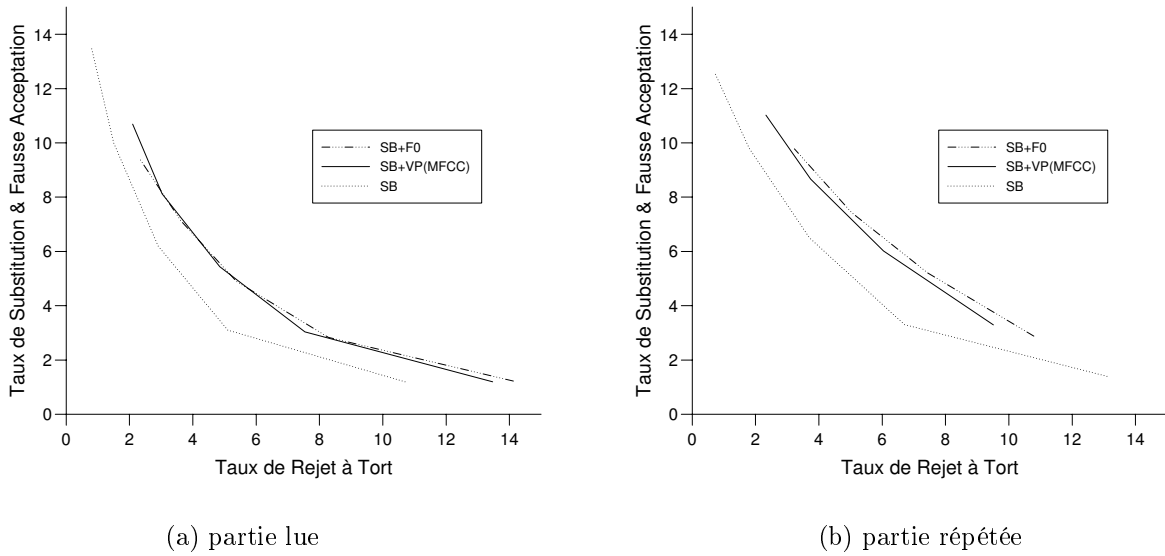 Taux de Substitution & Fausse Acceptation
14
12
10
8
6
4
2
0
0 2 4 6 8 10 12 14
Taux de Rejet à Tort
SB+F0
SB+VP(MFCC)
SB
(a) partie lue
Taux de Substitution & Fausse Acceptation
14
12
10
8
6
4
2
0
0 2 4 6 8 10 12 14
Taux de Rejet à Tort
SB+F0
SB+VP(MFCC)
SB
(b) partie répétée